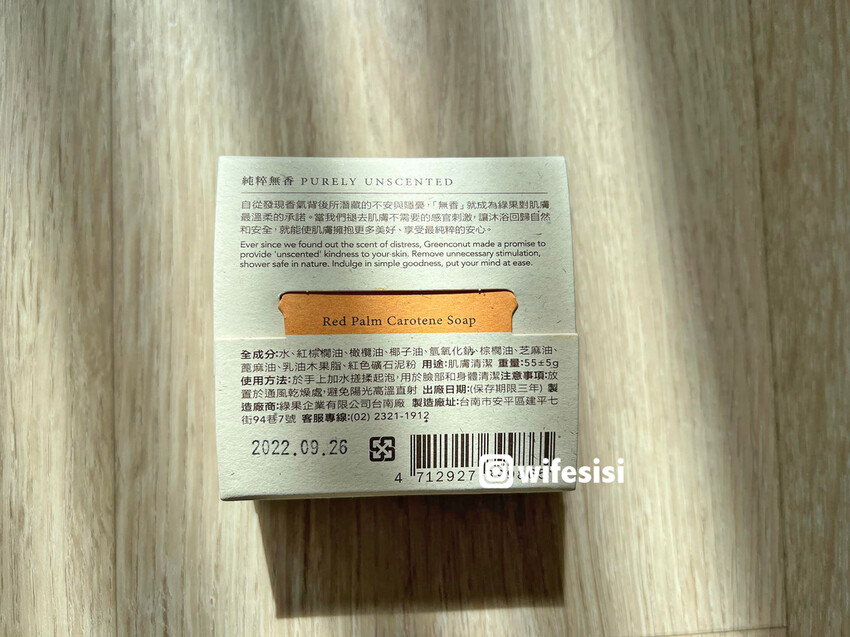 純粹無香 PURELY UNSCENTED
自從發現香氣背後所潛藏的不安與隱憂，「無香」就成為綠果對肌膚
最溫柔的承諾。當我們褪去肌膚不需要的感官刺激，讓沐浴回歸自然
和安全，就能使肌膚擁抱更多美好、享受最純粹的安心。
Ever since we found out the scent of distress, Greenconut made a promise to
provide 'unscented' kindness to your skin. Remove unnecessary stimulation,
shower safe in nature. Indulge in simple goodness, put your mind at ease.
Red Palm Carotene Soap
全成分:水、紅棕櫚油、橄欖油、椰子油、氫氧化鈉、棕櫚油、芝麻油、
蓖麻油、乳油木果脂、紅色礦石泥粉 用途:肌膚清潔 重量:55±5g
使用方法:於手上加水搓揉起泡,用於臉部和身體清潔 注意事項:放
置於通風乾燥處,避免陽光高溫直射 出廠日期:(保存期限三年) 製
造廠商:綠果企業有限公司台南廠 製造廠址:台南市安平區建平七
街94巷7號 客服專線:(02) 2321-1912
2022.09.26
4 712927
wifesisi